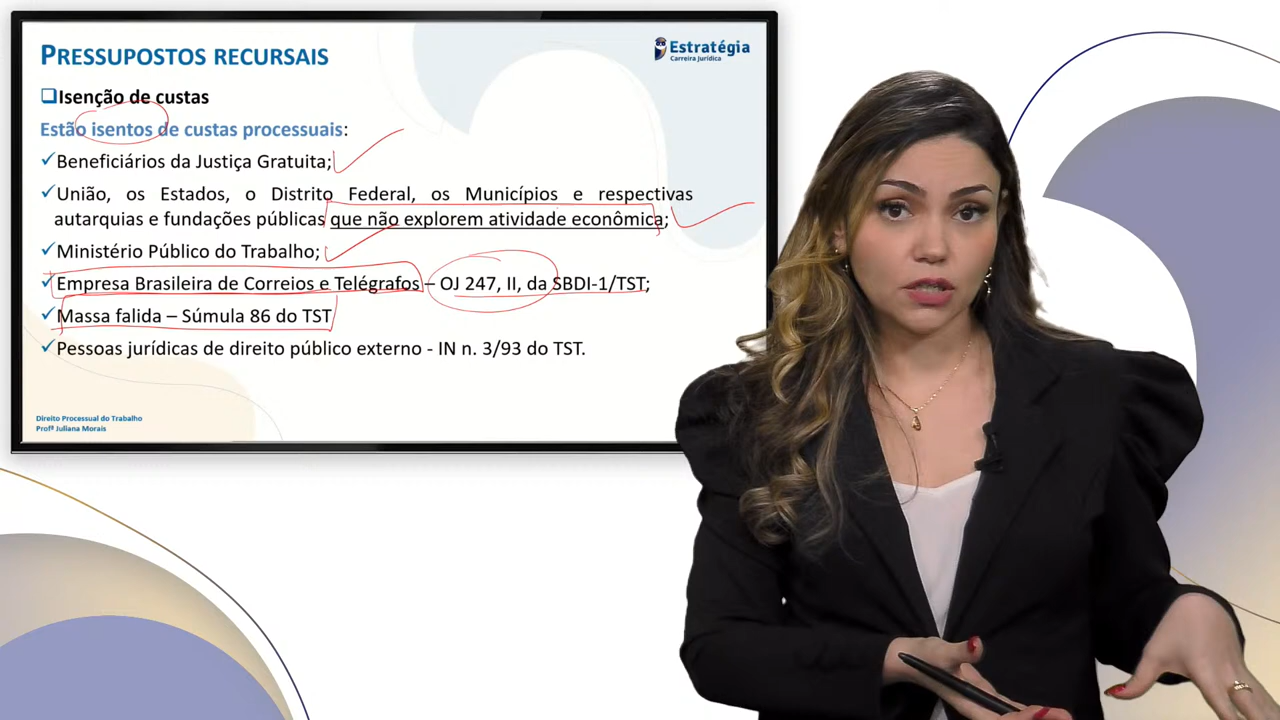 PRESSUPOSTOS RECURSAIS
Estratégia
Carreira Jurídica
Isenção de custas
Estão isentos de custas processuais:
Beneficiários da Justiça Gratuita;
União, os Estados, o Distrito Federal, os Municípios e respectivas
autarquias e fundações públicas que não explorem atividade econômica;
Ministério Público do Trabalho;
Empresa Brasileira de Correios e Telégrafos – OJ 247, II, da SBDI-1/TST;
Massa falida – Súmula 86 do TST
Pessoas jurídicas de direito público externo - IN n. 3/93 do TST.
Direito Processual do Trabalho
Profª Juliana Morais